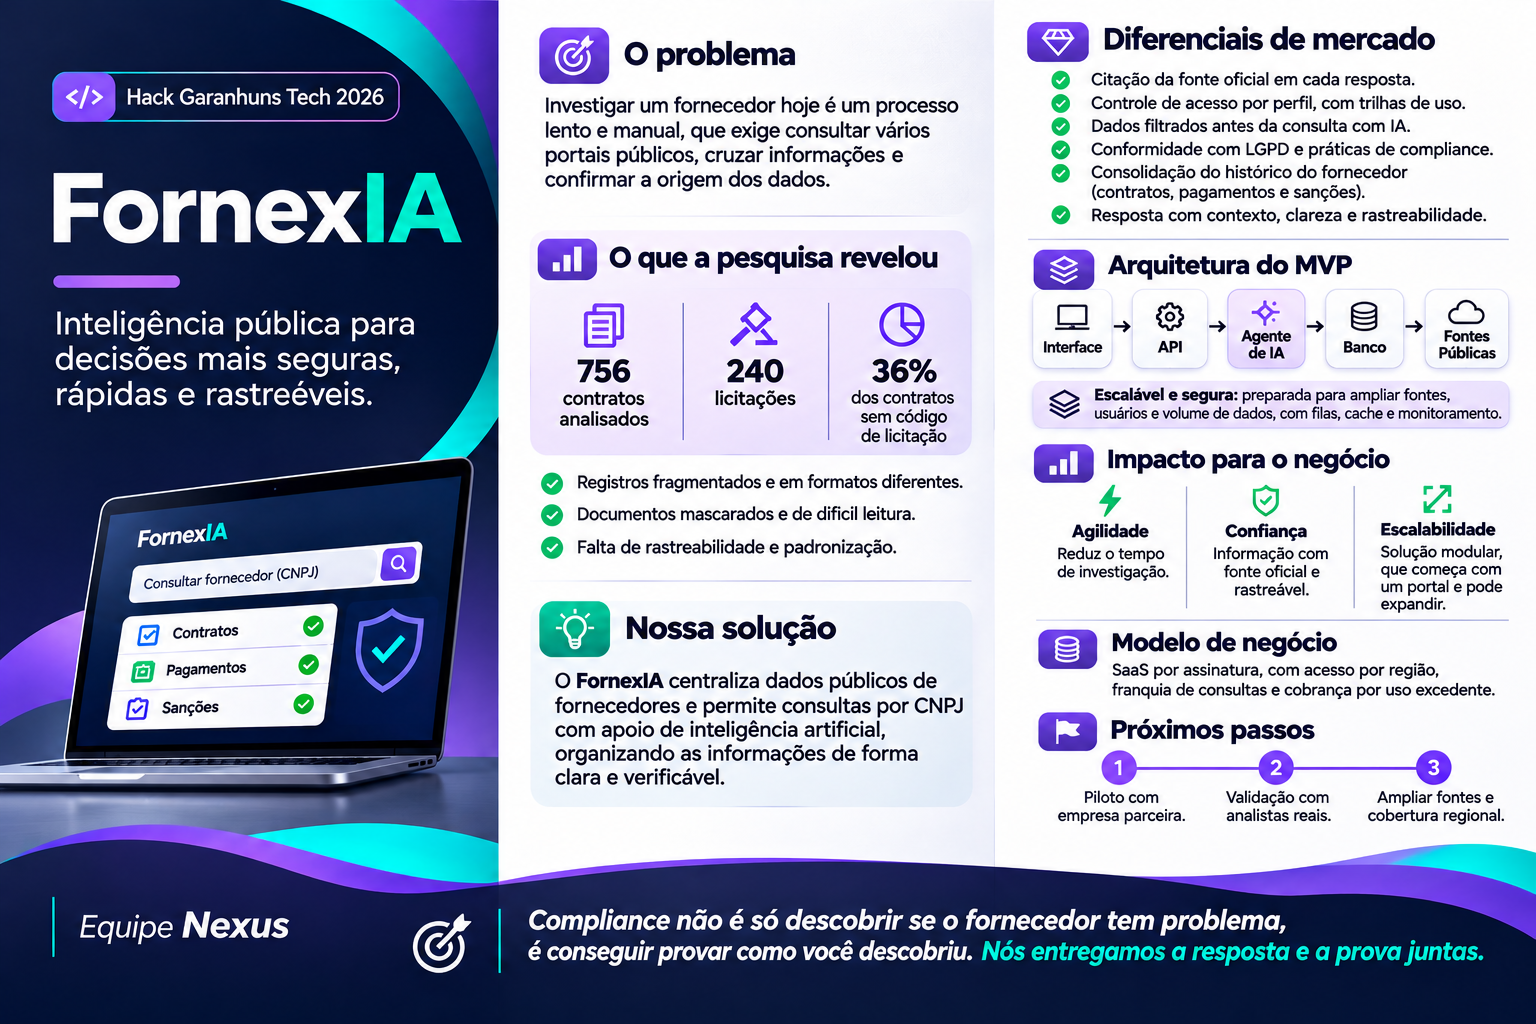 </> Hack Garanhuns Tech 2026
FornexIA
Inteligência pública para
decisões mais seguras,
rápidas e rastreéveis.
FornexIA
Consultar fornecedor (CNPJ)
Contratos
Pagamentos
Sanções
O problema
Investigar um fornecedor hoje é um processo
lento e manual, que exige consultar vários
portais públicos, cruzar informações e
confirmar a origem dos dados.
O que a pesquisa revelou
756
contratos
analisados
240
licitações
36%
dos contratos
sem código
de licitação
Registros fragmentados e em formatos diferentes.
Documentos mascarados e de dificil leitura.
Falta de rastreabilidade e padronização.
Nossa solução
O FornexIA centraliza dados públicos de
fornecedores e permite consultas por CNPJ
com apoio de inteligência artificial,
organizando as informações de forma
clara e verificável.
Diferenciais de mercado
Citação da fonte oficial em cada resposta.
Controle de acesso por perfil, com trilhas de uso.
Dados filtrados antes da consulta com IA.
Conformidade com LGPD e práticas de compliance.
Consolidação do histórico do fornecedor
(contratos, pagamentos e sanções).
Resposta com contexto, clareza e rastreabilidade.
Arquitetura do MVP
Interface
API
Agente
de IA
Banco
Fontes
Públicas
Escalável e segura: preparada para ampliar fontes,
usuários e volume de dados, com filas, cache e monitoramento.
Impacto para o negócio
Agilidade
Reduz o tempo
de investigação.
Confiança
Informação com
fonte oficial e
rastreável.
Escalabilidade
Solução modular,
que começa com
um portal e pode
expandir.
Modelo de negócio
SaaS por assinatura, com acesso por região,
franquia de consultas e cobrança por uso excedente.
Próximos passos
1
Piloto com
empresa parceira.
2
Validação com
analistas reais.
3
Ampliar fontes e
cobertura regional.
Equipe Nexus
Compliance não é só descobrir se o fornecedor tem problema,
é conseguir provar como você descobriu. Nós entregamos a resposta e a prova juntas.